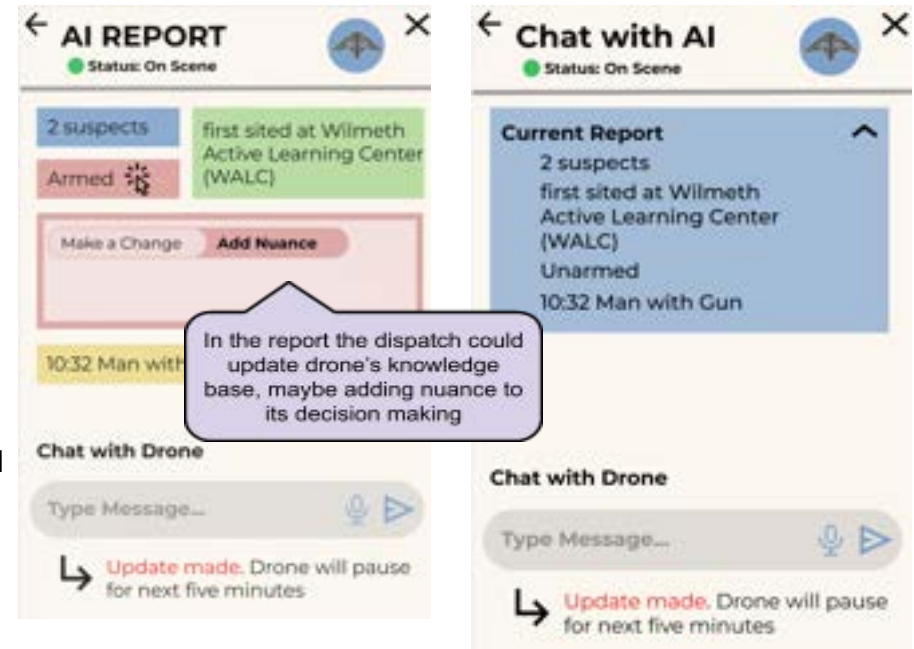 AI REPORT
Status: On Scene
2 suspects
Armed
first sited at Wilmeth
Active Learning Center
(WALC)
Make a Change
Add Nuance
In the report the dispatch could
update drone's knowledge
base, maybe adding nuance to
its decision making
10:32 Man with
Chat with Drone
Type Message...
Update made. Drone will pause
for next five minutes
Chat with AI
Status: On Scene
Current Report
2 suspects
first sited at Wilmeth
Active Learning Center
(WALC)
Unarmed
10:32 Man with Gun
Chat with Drone
Type Message...
Update made. Drone will pause
for next five minutes